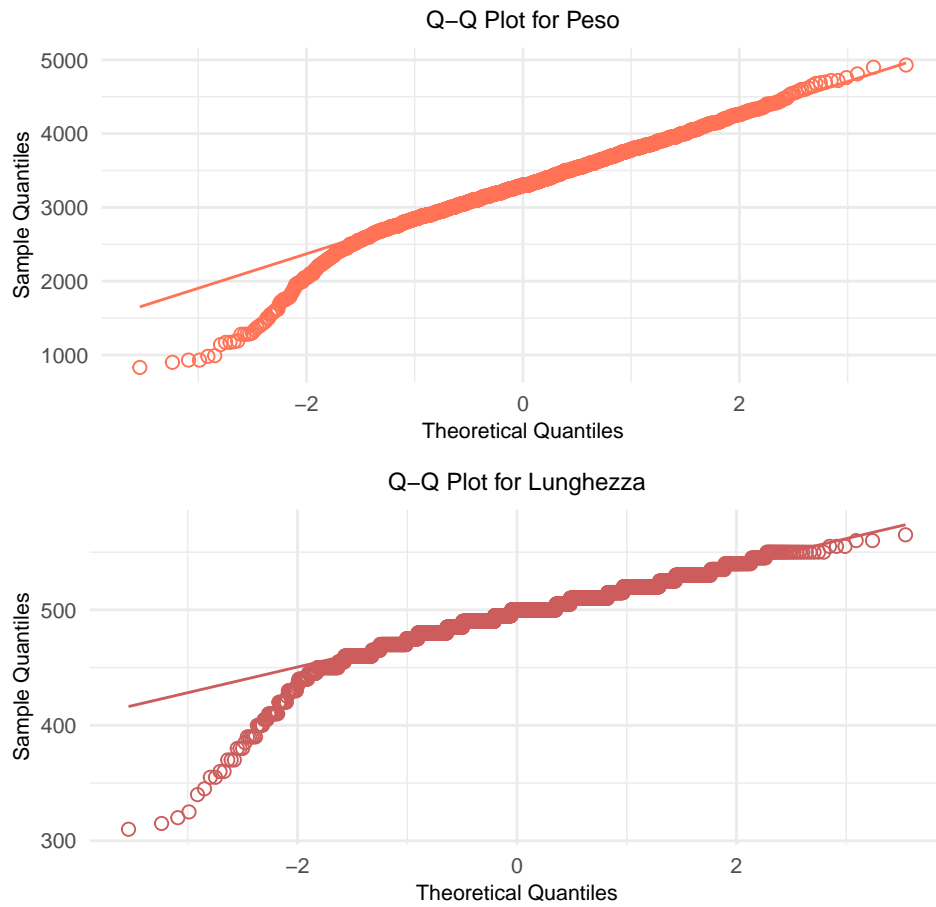 Q−Q Plot for Peso
5000
4000
3000
2000
1000
Sample Quantiles
−2
0
2
Theoretical Quantiles
Q−Q Plot for Lunghezza
500
400
300
Sample Quantiles
−2
0
2
Theoretical Quantiles